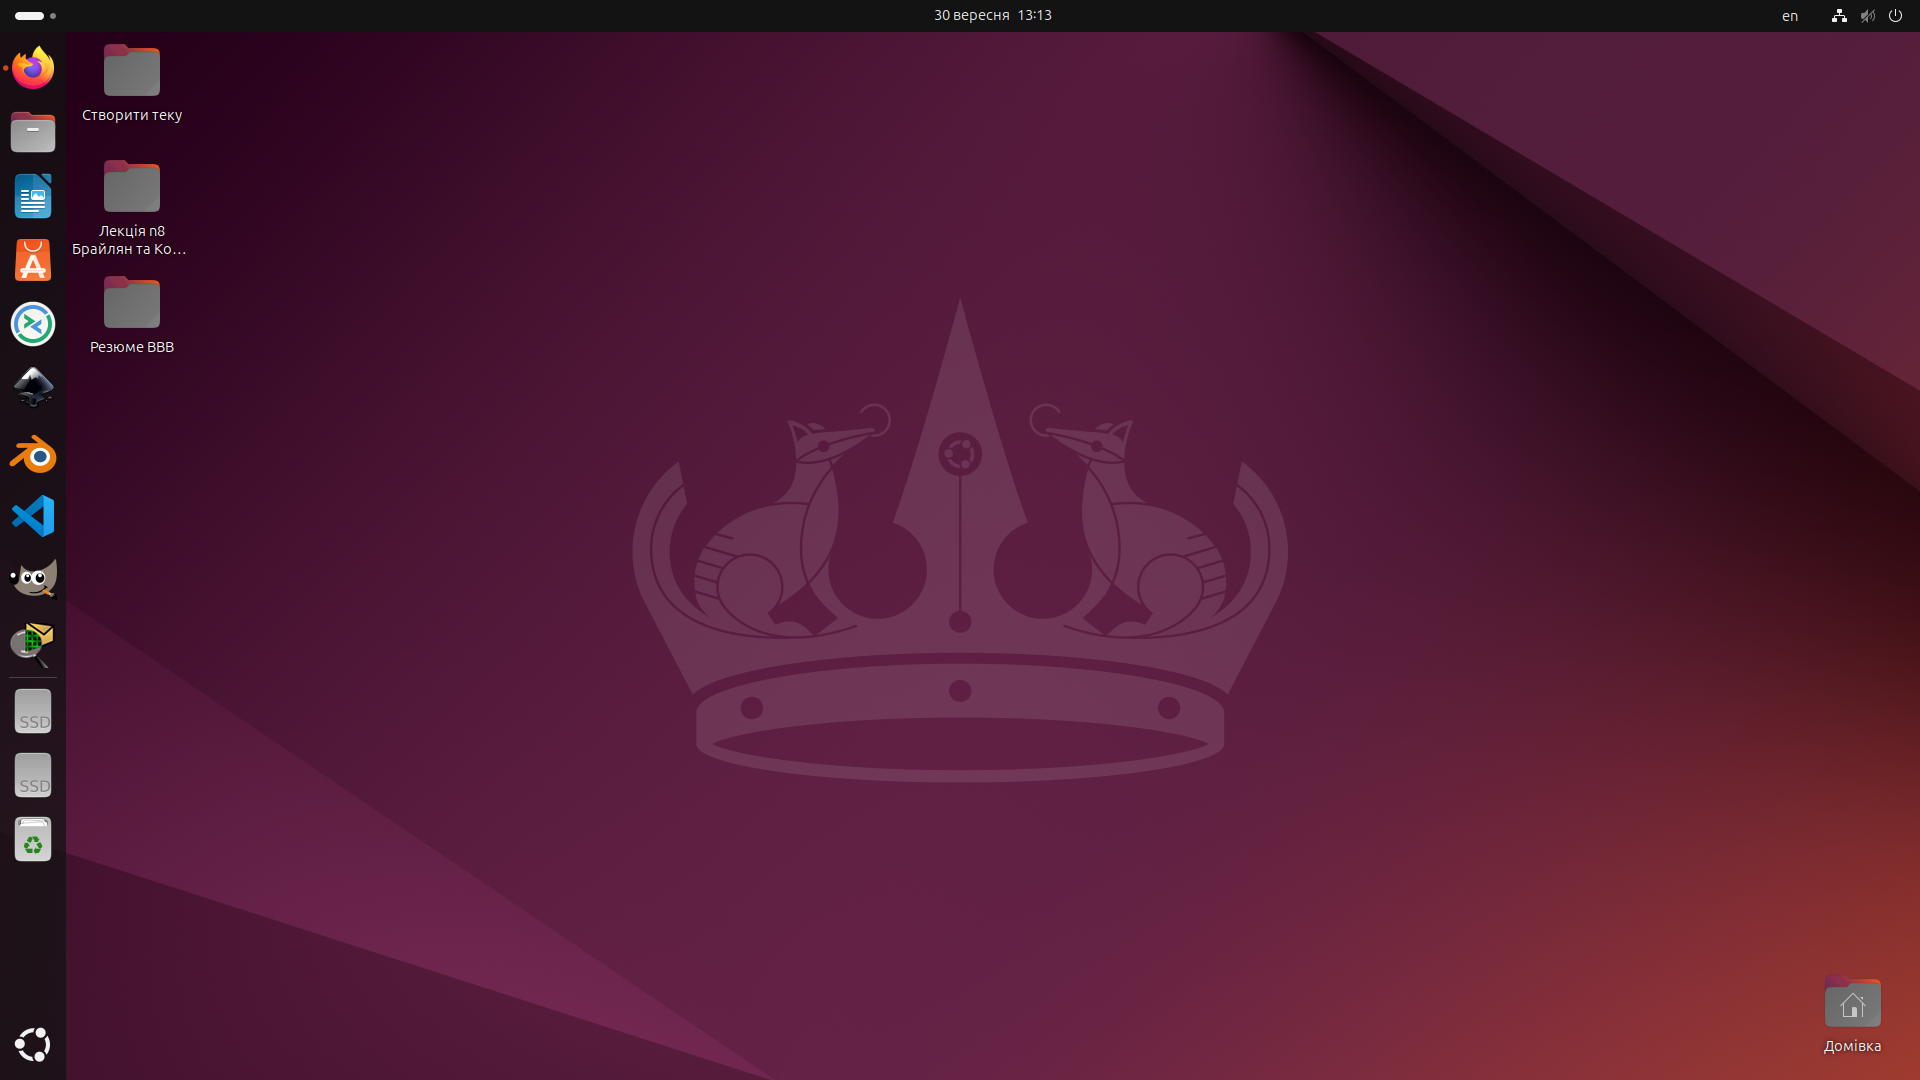 30 вересня 13:13
en
Створити теку
Лекція n8
Брайлян та Ко...
Резюме ВВВ
SSD
SSD
Домівка